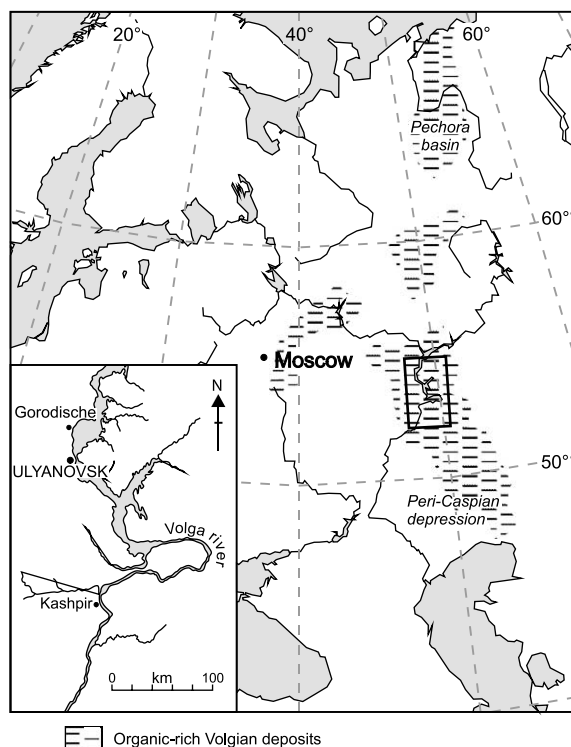 20°
40°
60°
Pechora
basin
60°
Moscow
N
Gorodische
ULYANOVSK
50°
Peri-Caspian
depression
Volga river
Kashpir
0 km 100
Organic-rich Volgian deposits